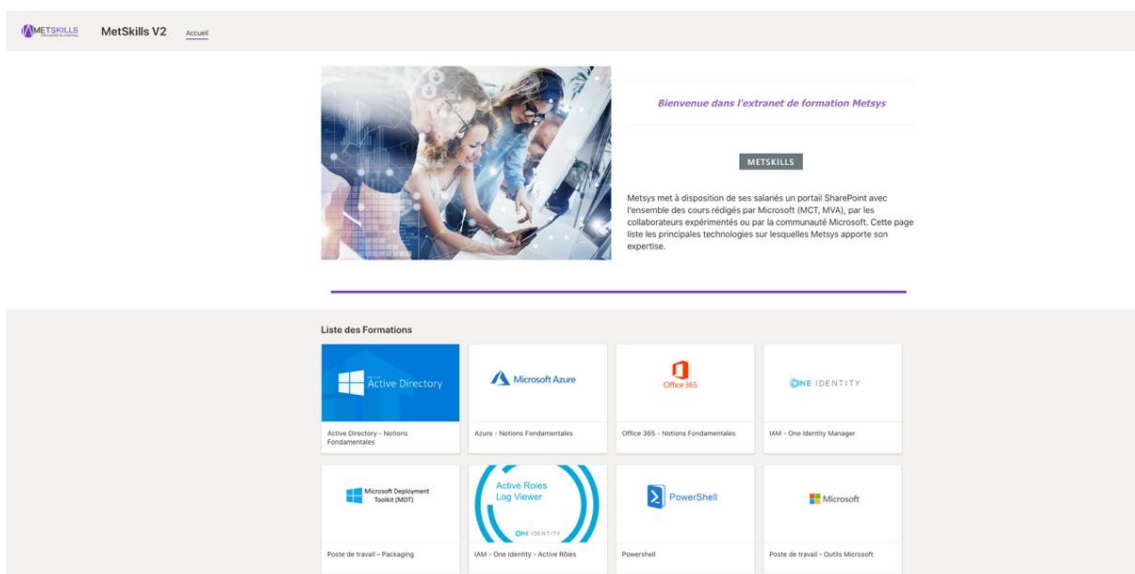 METSKILLS
MetSkills V2
Accueil
Bienvenue dans l'extranet de formation Metsys
METSKILLS
Metsys met à disposition de ses salariés un portail SharePoint avec
l'ensemble des cours rédigés par Microsoft (MCT, MVA), par les
collaborateurs expérimentés ou par la communauté Microsoft. Cette page
liste les principales technologies sur lesquelles Metsys apporte son
expertise.
Liste des Formations
Active Directory
Microsoft Azure
Office 365
ONE IDENTITY
Active Directory - Notions
Fondamentales
Azure - Notions Fondamentales
Office 365 - Notions Fondamentales
IAM - One Identity Manager
Microsoft Deployment
Toolkit (MDT)
Active Roles
Log Viewer
ONE IDENTITY
PowerShell
Microsoft
Poste de travail – Packaging
IAM - One Identity - Active Rôles
Powershell
Poste de travail - Outils Microsoft